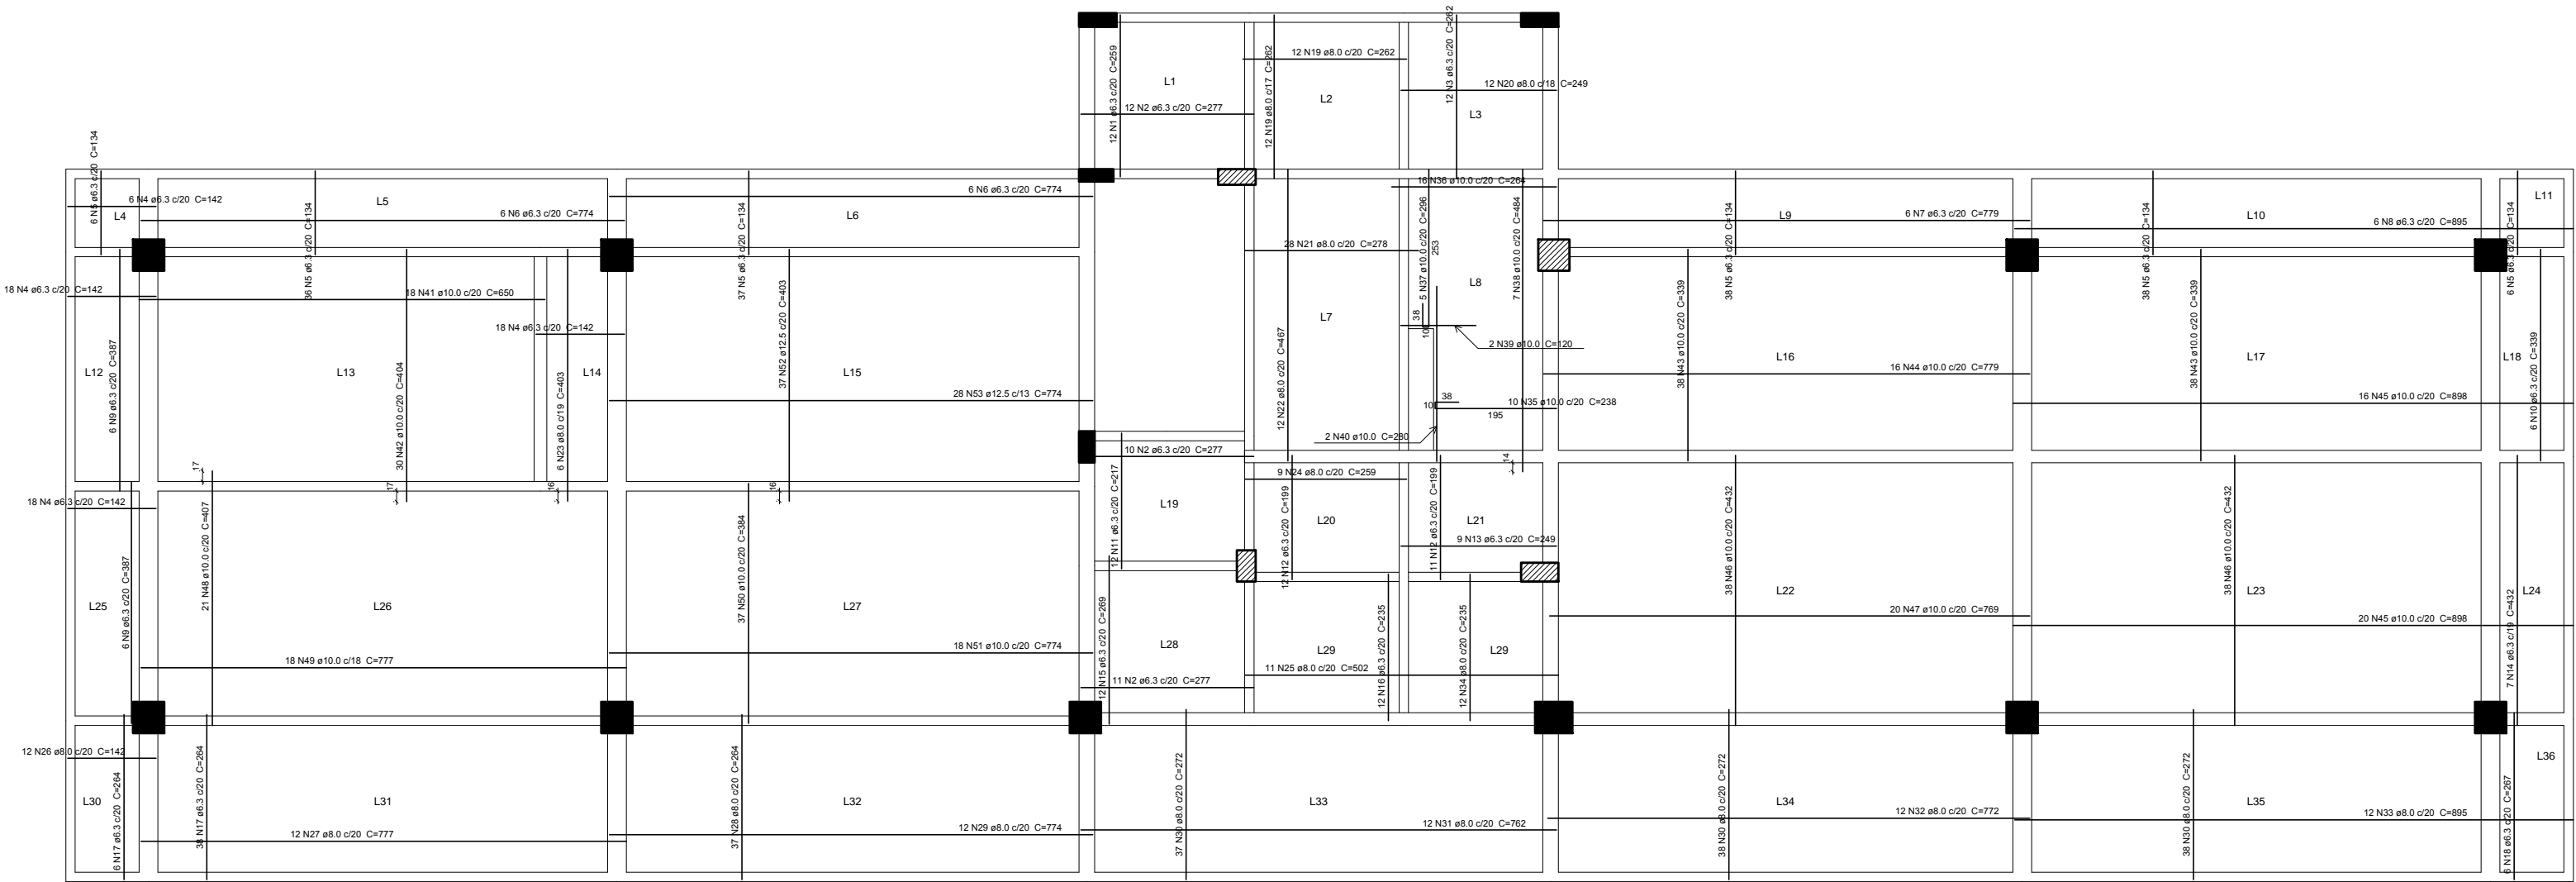 12 N1 ø6.3 c/20 C=259
L1
12 N2 ø6.3 c/20 C=277
12 N19 ø8.0 c/17 C=262
12 N19 ø8.0 c/20 C=262
L2
12 N3 ø6.3 c/20 C=262
12 N20 ø8.0 c/18 C=249
L3
6 N5 ø6.3 c/20 C=134
6 N4 ø6.3 c/20 C=142
L4
L5
6 N6 ø6.3 c/20 C=774
36 N5 ø6.3 c/20 C=134
6 N6 ø6.3 c/20 C=774
L6
37 N5 ø6.3 c/20 C=134
16 N36 ø10.0 c/20 C=264
5 N37 ø10.0 c/20 C=296
253
7 N38 ø10.0 c/20 C=484
28 N21 ø8.0 c/20 C=278
L9
6 N7 ø6.3 c/20 C=779
38 N5 ø6.3 c/20 C=134
L10
38 N5 ø6.3 c/20 C=134
6 N8 ø6.3 c/20 C=895
L11
6 N5 ø6.3 c/20 C=134
18 N4 ø6.3 c/20 C=142
18 N41 ø10.0 c/20 C=650
18 N4 ø6.3 c/20 C=142
L12
6 N9 ø6.3 c/20 C=387
L13
30 N42 ø10.0 c/20 C=404
6 N23 ø8.0 c/19 C=403
L14
37 N52 ø12.5 c/20 C=403
L15
28 N53 ø12.5 c/13 C=774
L7
L8
12 N22 ø8.0 c/20 C=467
38
10
2 N39 ø10.0 C=120
38
10
10 N35 ø10.0 c/20 C=238
195
2 N40 ø10.0 C=280
38 N43 ø10.0 c/20 C=339
L16
16 N44 ø10.0 c/20 C=779
38 N43 ø10.0 c/20 C=339
L17
16 N45 ø10.0 c/20 C=898
L18
6 N10 ø6.3 c/20 C=339
17
17
16
16
14
18 N4 ø6.3 c/20 C=142
10 N2 ø6.3 c/20 C=277
9 N24 ø8.0 c/20 C=259
12 N11 ø6.3 c/20 C=217
L19
12 N12 ø6.3 c/20 C=199
L20
11 N12 ø6.3 c/20 C=199
L21
9 N13 ø6.3 c/20 C=249
L25
6 N9 ø6.3 c/20 C=387
21 N48 ø10.0 c/20 C=407
L26
18 N49 ø10.0 c/18 C=777
37 N50 ø10.0 c/20 C=384
L27
18 N51 ø10.0 c/20 C=774
12 N15 ø6.3 c/20 C=269
L28
11 N2 ø6.3 c/20 C=277
L29
11 N25 ø8.0 c/20 C=502
12 N16 ø6.3 c/20 C=235
12 N34 ø8.0 c/20 C=235
L29
38 N46 ø10.0 c/20 C=432
L22
20 N47 ø10.0 c/20 C=769
38 N46 ø10.0 c/20 C=432
L23
20 N45 ø10.0 c/20 C=898
L24
7 N14 ø6.3 c/19 C=432
12 N26 ø8.0 c/20 C=142
L30
6 N17 ø6.3 c/20 C=264
38 N17 ø6.3 c/20 C=264
L31
12 N27 ø8.0 c/20 C=777
37 N28 ø8.0 c/20 C=264
L32
12 N29 ø8.0 c/20 C=774
37 N30 ø8.0 c/20 C=272
L33
12 N31 ø8.0 c/20 C=762
38 N30 ø8.0 c/20 C=272
L34
12 N32 ø8.0 c/20 C=772
38 N30 ø8.0 c/20 C=272
L35
12 N33 ø8.0 c/20 C=895
L36
6 N18 ø6.3 c/20 C=267